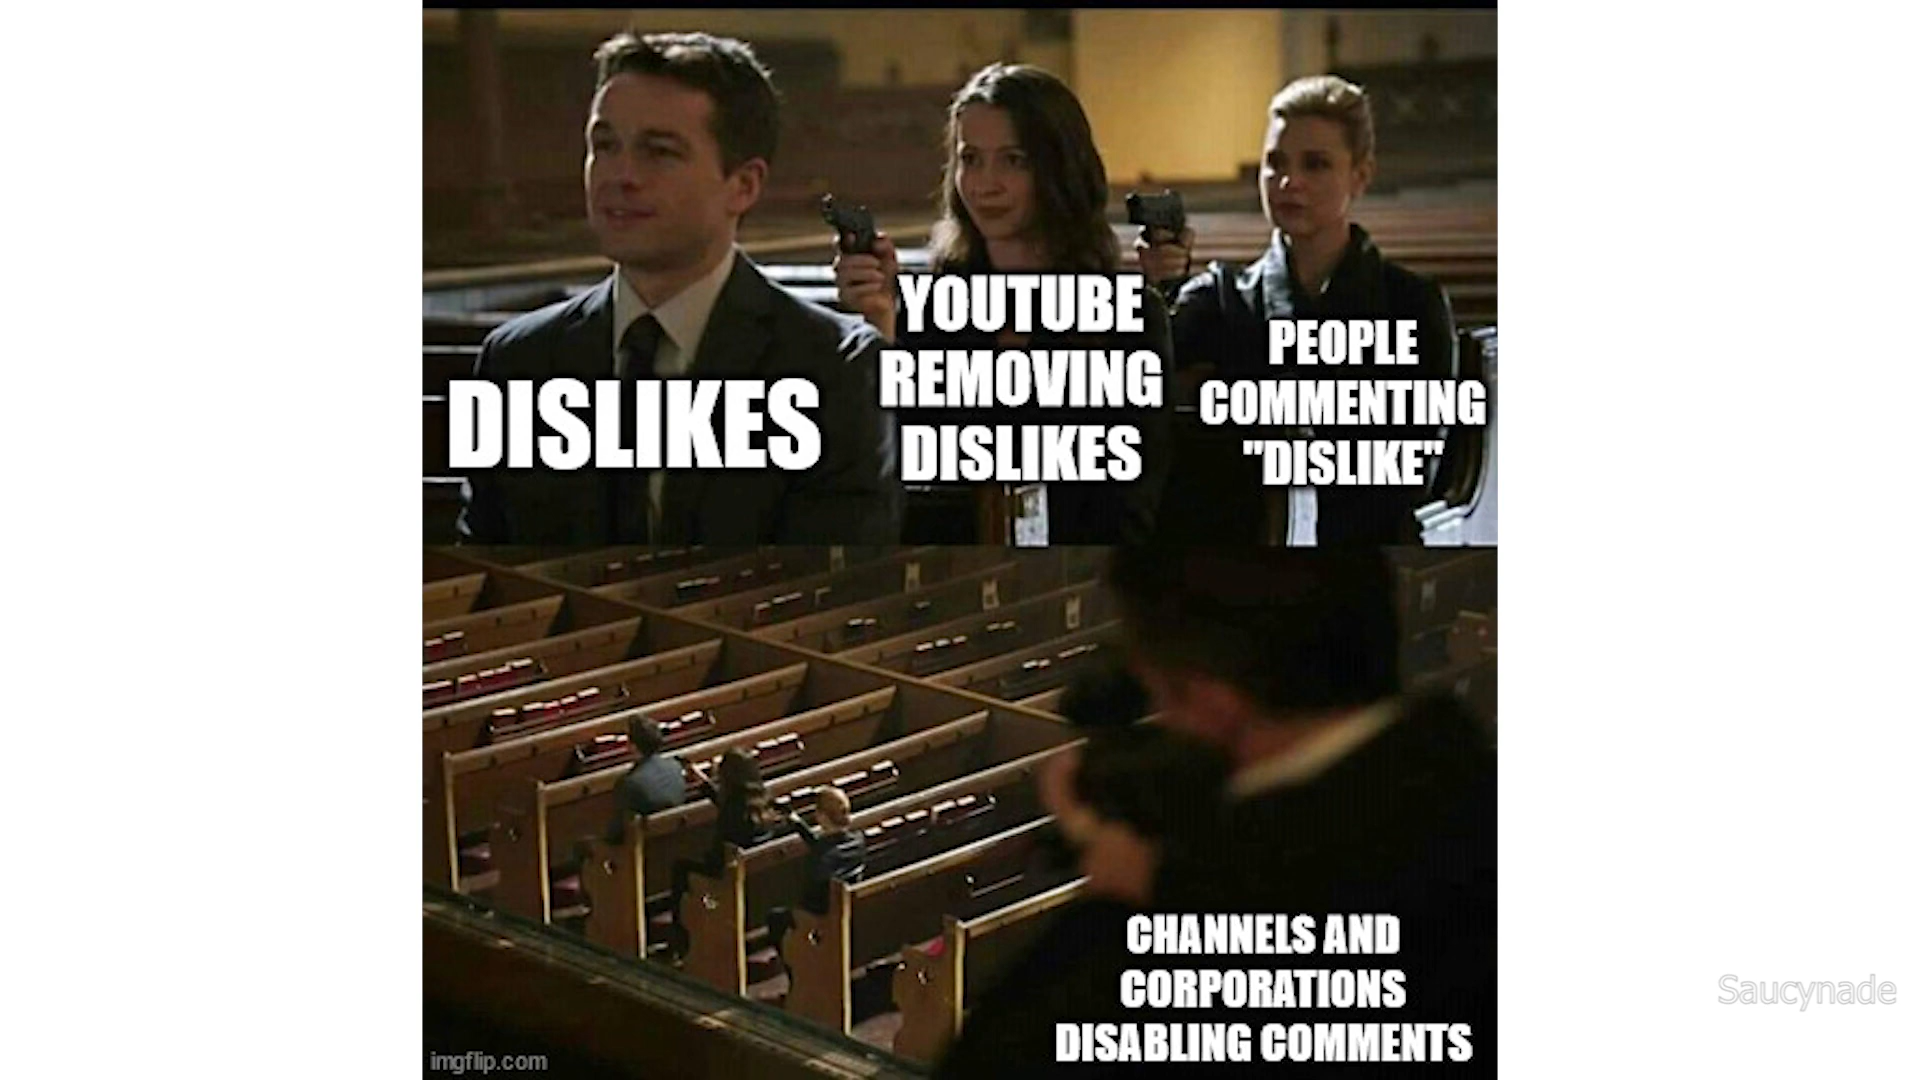 DISLIKES
YOUTUBE
REMOVING
DISLIKES
PEOPLE
COMMENTING
"DISLIKE"
CHANNELS AND
CORPORATIONS
DISABLING COMMENTS
imgflip.com
Saucynade